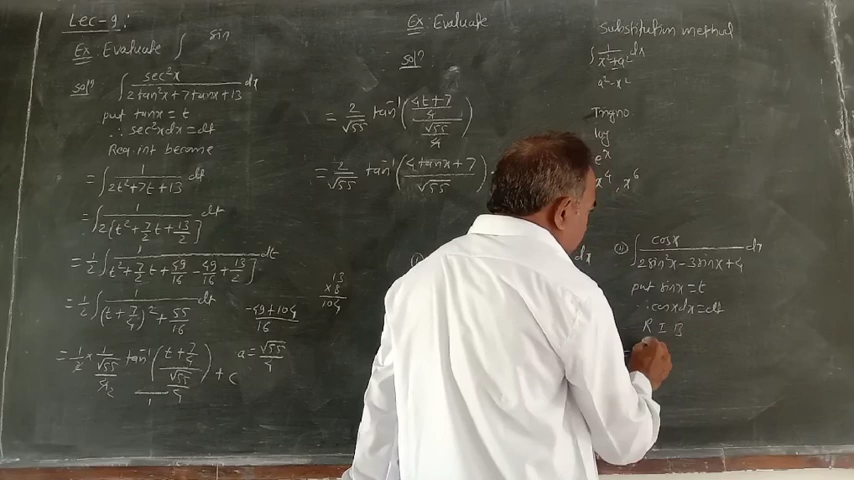 Lec-9:
Ex: Evaluate ∫ sin
solⁿ ∫ sec²x / (2tan²x+7tanx+13) dx
put tanx = t
∴ sec²xdx = dt
Req. int become
= ∫ 1 / (2t²+7t+13) dt
= ∫ 1 / 2[t²+7/2 t+13/2] dt
= 1/2 ∫ 1 / (t²+7/2 t+49/16-49/16+13/2] dt
= 1/2 ∫ 1 / ((t+7/4)²+55/16) dt
= 1/2 × 1/(√55/4) tan⁻¹ ((t+7/4)/(√55/4)) + c
13
×8
104
(-49+104)/16
a = √55/4
Ex: Evaluate
solⁿ
= 2/√55 tan⁻¹ (((4t+7)/4)/(√55/4))
= 2/√55 tan⁻¹ ((4tanx+7)/√55)
dx
Substitution method
∫ 1/(x²+a²) dx
a²-x²
Trigno
log
eˣ
x⁴, x⁶
(ii) ∫ cosx / (2sin²x-3sinx+4) dx
put sinx = t
∴ cosxdx = dt
R I B
=